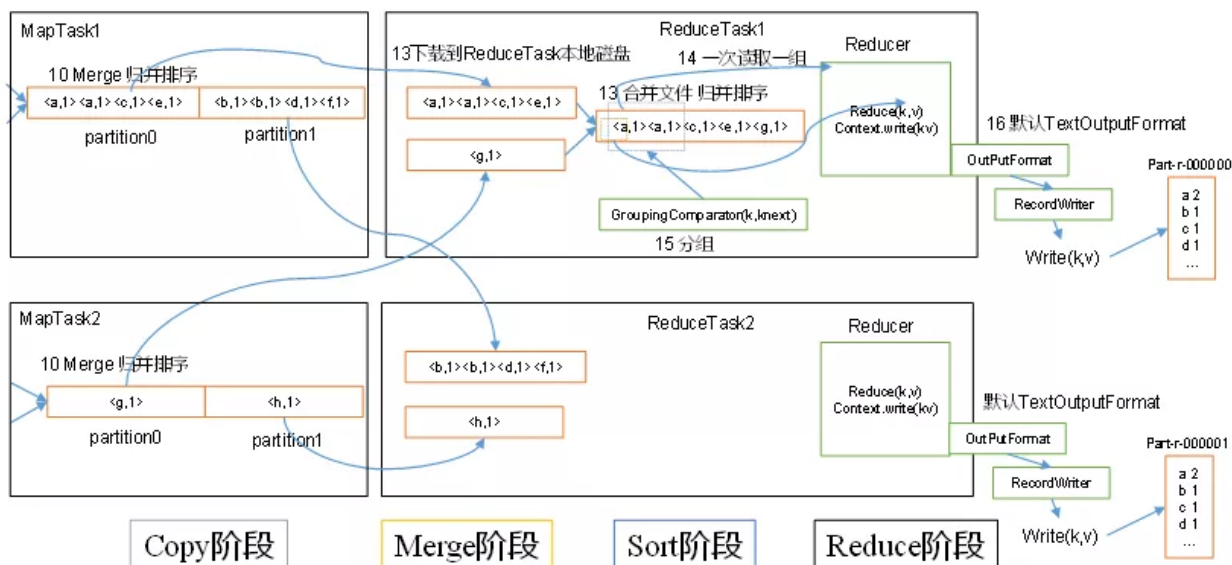 MapTask1
10 Merge 归并排序
<a,1><a,1><c,1><e,1>
<b,1><b,1><d,1><f,1>
partition0
partition1
ReduceTask1
13下载到ReduceTask本地磁盘
14 一次读取一组
Reducer
<a,1><a,1><c,1><e,1>
13 合并文件 归并排序
<a,1><a,1><c,1><e,1><g,1>
<g,1>
Reduce(k,v)
Context.write(kv)
GroupingComparator(k,knext)
15 分组
16 默认TextOutputFormat
OutPutFormat
RecordWriter
Write(k,v)
Part-r-000000
a 2
b 1
c 1
d 1
...
MapTask2
10 Merge 归并排序
<g,1>
<h,1>
partition0
partition1
ReduceTask2
Reducer
<b,1><b,1><d,1><f,1>
<h,1>
Reduce(k,v)
Context.write(kv)
默认TextOutputFormat
OutPutFormat
RecordWriter
Write(k,v)
Part-r-000001
a 2
b 1
c 1
d 1
...
Copy阶段
Merge阶段
Sort阶段
Reduce阶段